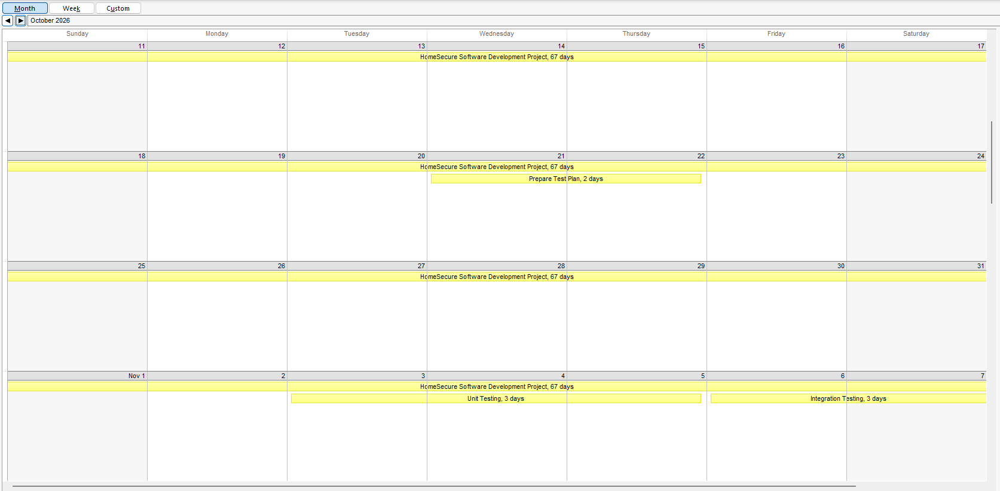 Month Week Custom
October 2026
Sunday Monday Tuesday Wednesday Thursday Friday Saturday
11 12 13 14 15 16 17
HomeSecure Software Development Project, 67 days
18 19 20 21 22 23 24
HomeSecure Software Development Project, 67 days
Prepare Test Plan, 2 days
25 26 27 28 29 30 31
HomeSecure Software Development Project, 67 days
Nov 1 2 3 4 5 6 7
HomeSecure Software Development Project, 67 days
Unit Testing, 3 days Integration Testing, 3 days